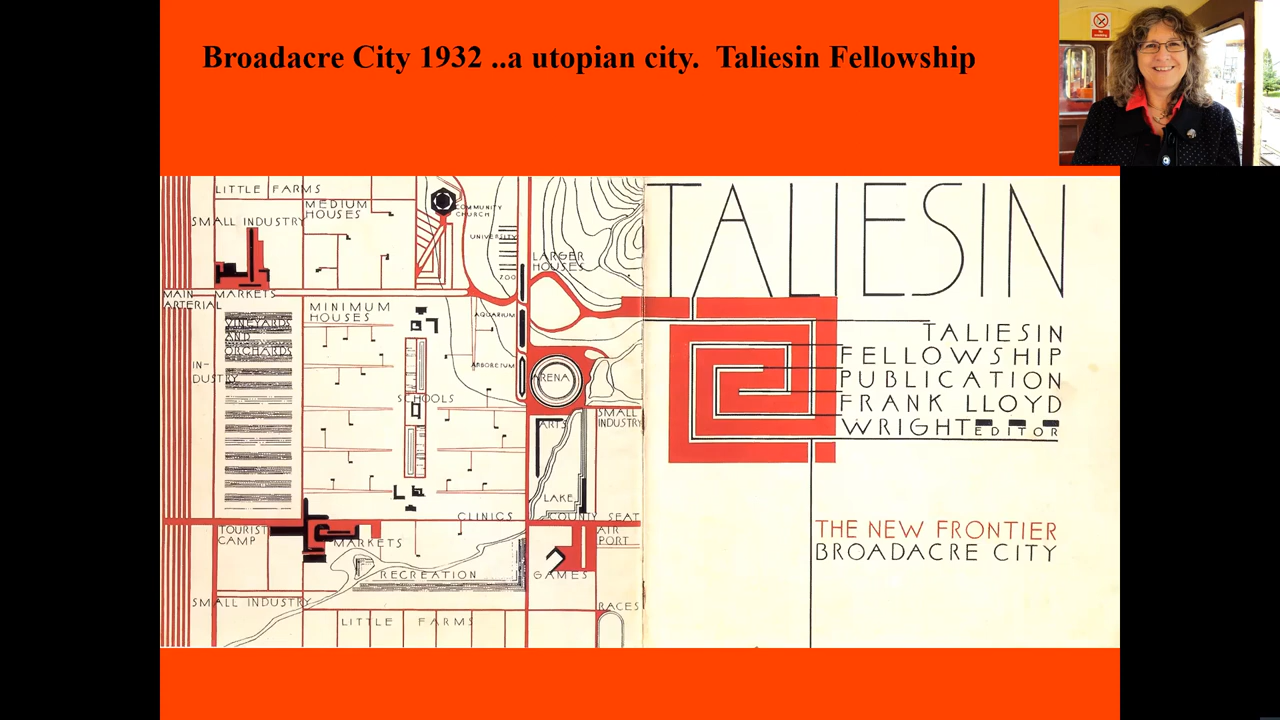 Broadacre City 1932 ..a utopian city.  Taliesin Fellowship
LITTLE FARMS
MEDIUM
HOUSES
SMALL INDUSTRY
COMMUNITY
CHURCH
UNIVERSITY
ZOO
LARGER
HOUSES
MAIN
ARTERIAL
MARKETS
MINIMUM
HOUSES
VINEYARDS
AND
ORCHARDS
IN-
DUSTRY
AQUARIUM
ARBORETUM
ARENA
SCHOOLS
ARTS
SMALL
INDUSTRY
LAKE
CLINICS
COUNTY SEAT
TOURIST
CAMP
MARKETS
AIR
PORT
RECREATION
GAMES
SMALL INDUSTRY
RACES
LITTLE FARMS
TALIESIN
TALIESIN
FELLOWSHIP
PUBLICATION
FRANK LLOYD
WRIGHT EDITOR
THE NEW FRONTIER
BROADACRE CITY